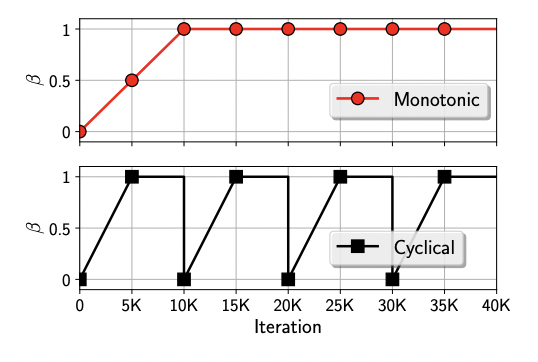 1
β 0.5
0
Monotonic
1
β 0.5
0
Cyclical
0 5K 10K 15K 20K 25K 30K 35K 40K
Iteration